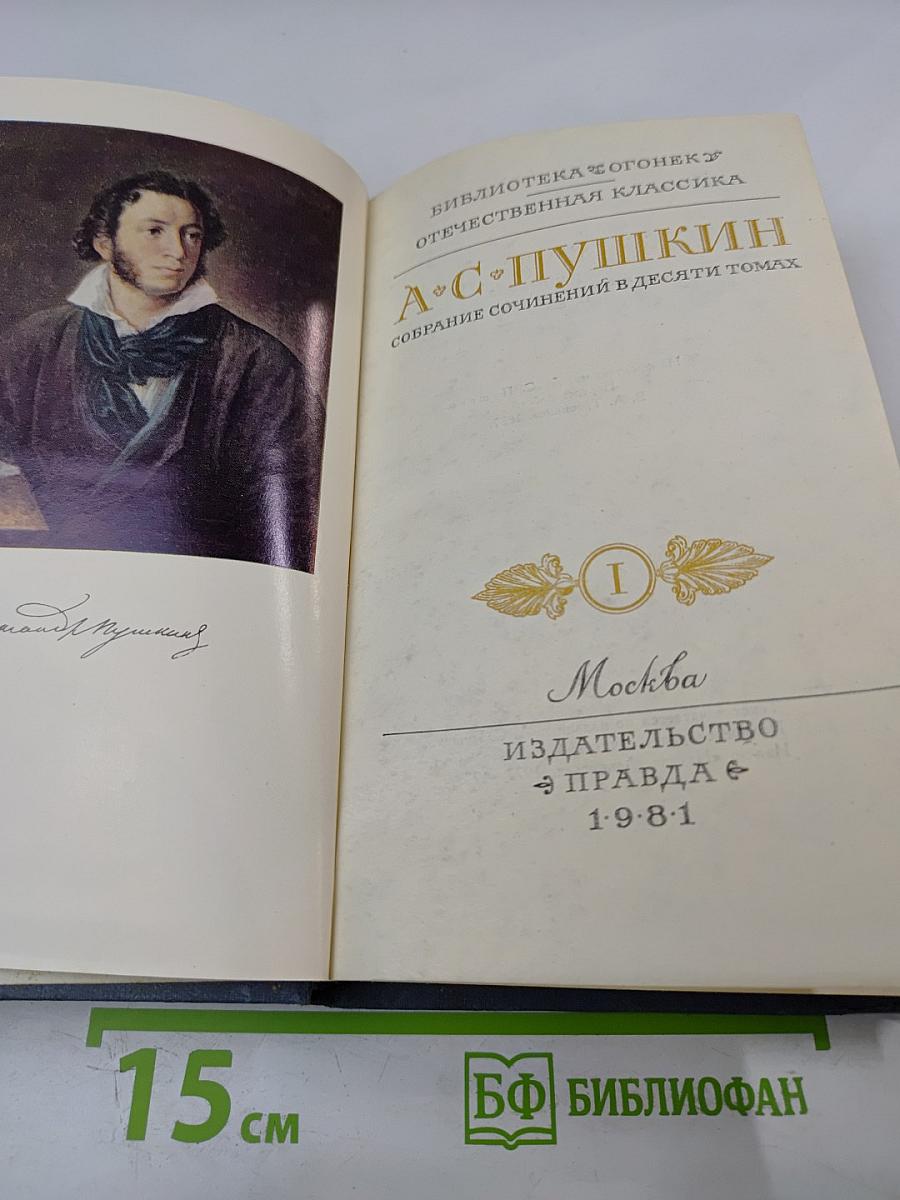 БИБЛИОТЕКА «ОГОНЕК»
ОТЕЧЕСТВЕННАЯ КЛАССИКА
А•С•ПУШКИН
СОБРАНИЕ СОЧИНЕНИЙ В ДЕСЯТИ ТОМАХ
I
Москва
ИЗДАТЕЛЬСТВО
«ПРАВДА»
1•9•8•1
Пушкинъ
15 см
БФ БИБЛИОФАН